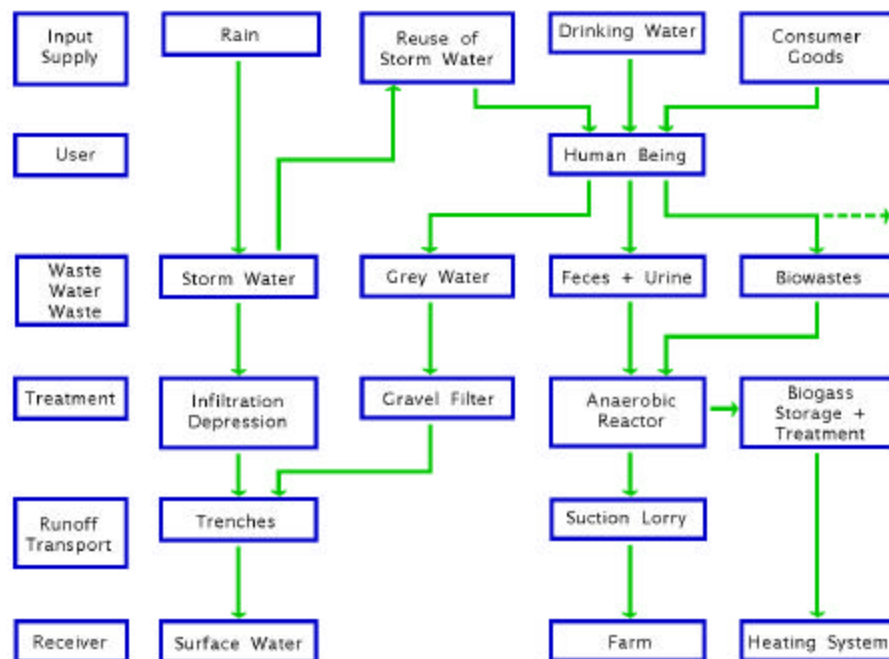 Input
Supply
Rain
Reuse of
Storm Water
Drinking Water
Consumer
Goods
User
Human Being
Waste
Water
Waste
Storm Water
Grey Water
Feces + Urine
Biowastes
Treatment
Infiltration
Depression
Gravel Filter
Anaerobic
Reactor
Biogass
Storage +
Treatment
Runoff
Transport
Trenches
Suction Lorry
Receiver
Surface Water
Farm
Heating System